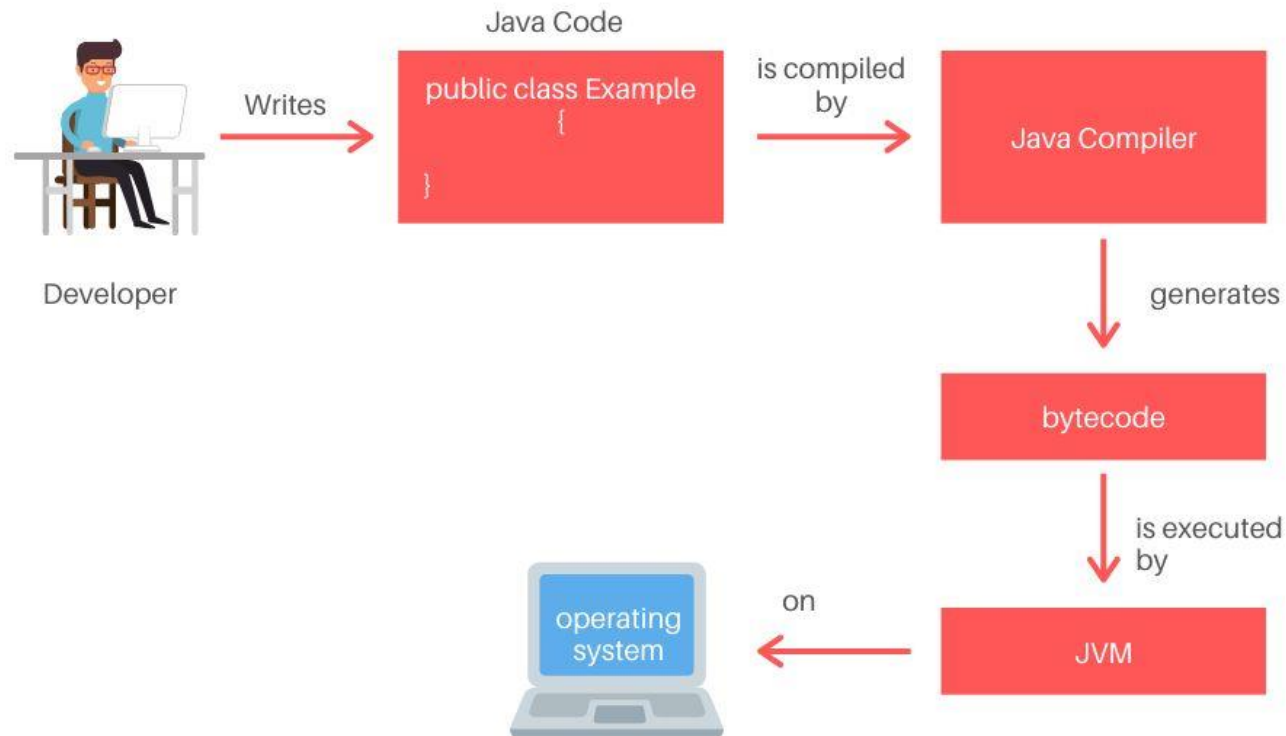 Java Code
Writes
public class Example
{
}
is compiled
by
Java Compiler
Developer
generates
bytecode
is executed
by
JVM
on
operating
system